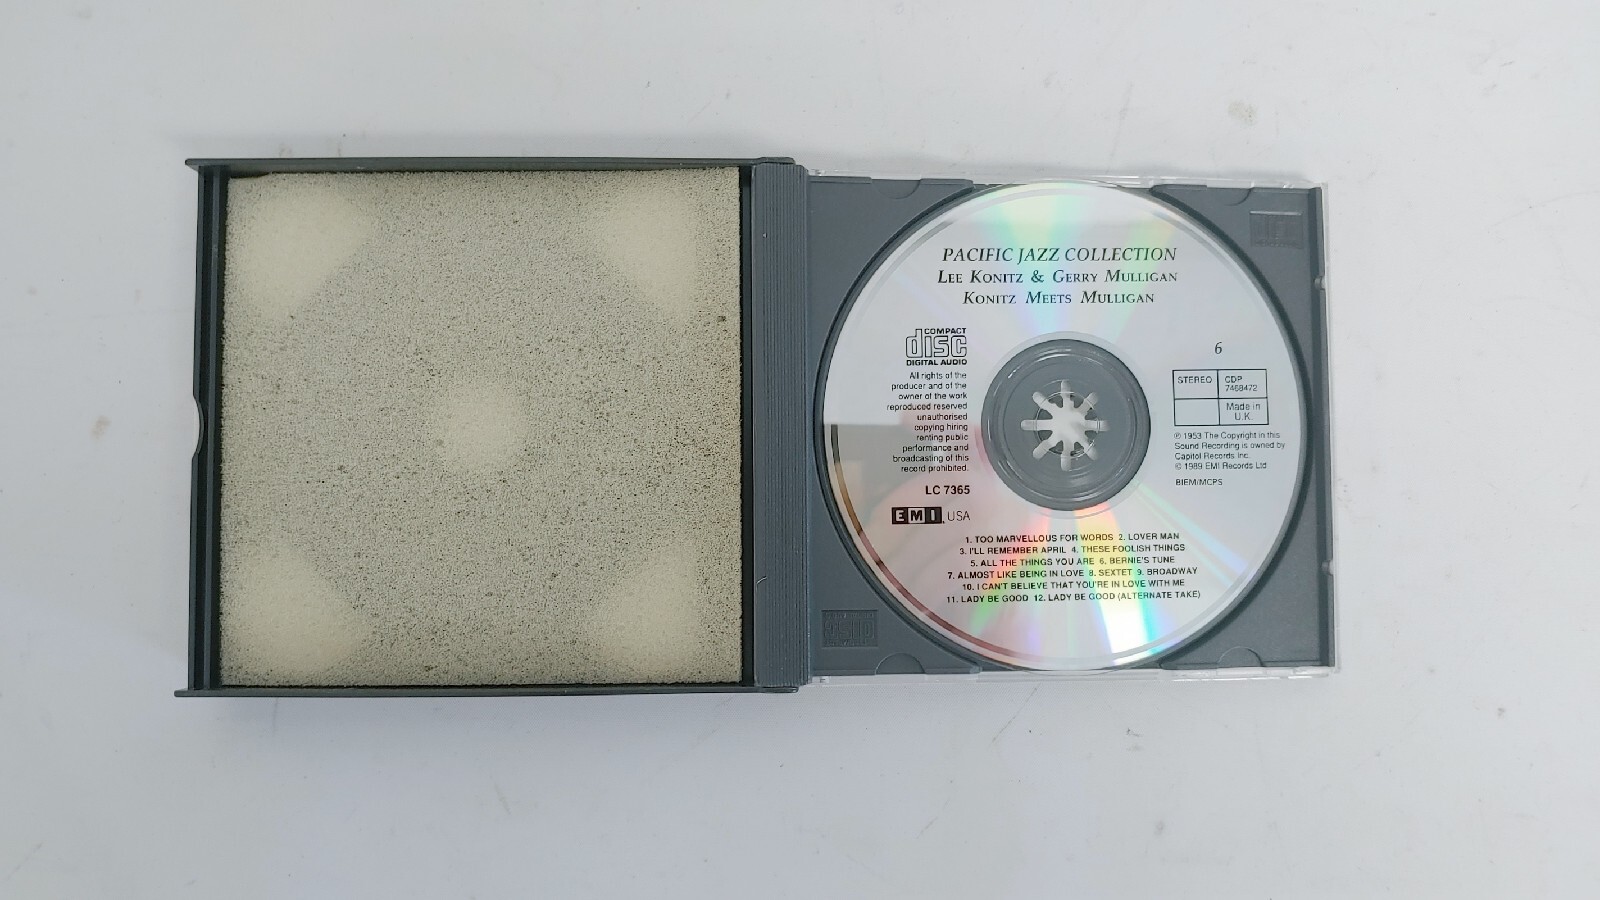 PACIFIC JAZZ COLLECTION
LEE KONITZ & GERRY MULLIGAN
KONITZ MEETS MULLIGAN
COMPACT
disc
DIGITAL AUDIO
All rights of the
producer and of the
owner of the work
reproduced reserved
unauthorised
copying hiring
renting public
performance and
broadcasting of this
record prohibited.
LC 7365
EMI, USA
6
STEREO
CDP
7468472
Made in
U.K.
℗ 1953 The Copyright in this
Sound Recording is owned by
Capitol Records Inc.
© 1989 EMI Records Ltd
BIEM/MCPS
1. TOO MARVELLOUS FOR WORDS 2. LOVER MAN
3. I'LL REMEMBER APRIL 4. THESE FOOLISH THINGS
5. ALL THE THINGS YOU ARE 6. BERNIE'S TUNE
7. ALMOST LIKE BEING IN LOVE 8. SEXTET 9. BROADWAY
10. I CAN'T BELIEVE THAT YOU'RE IN LOVE WITH ME
11. LADY BE GOOD 12. LADY BE GOOD (ALTERNATE TAKE)